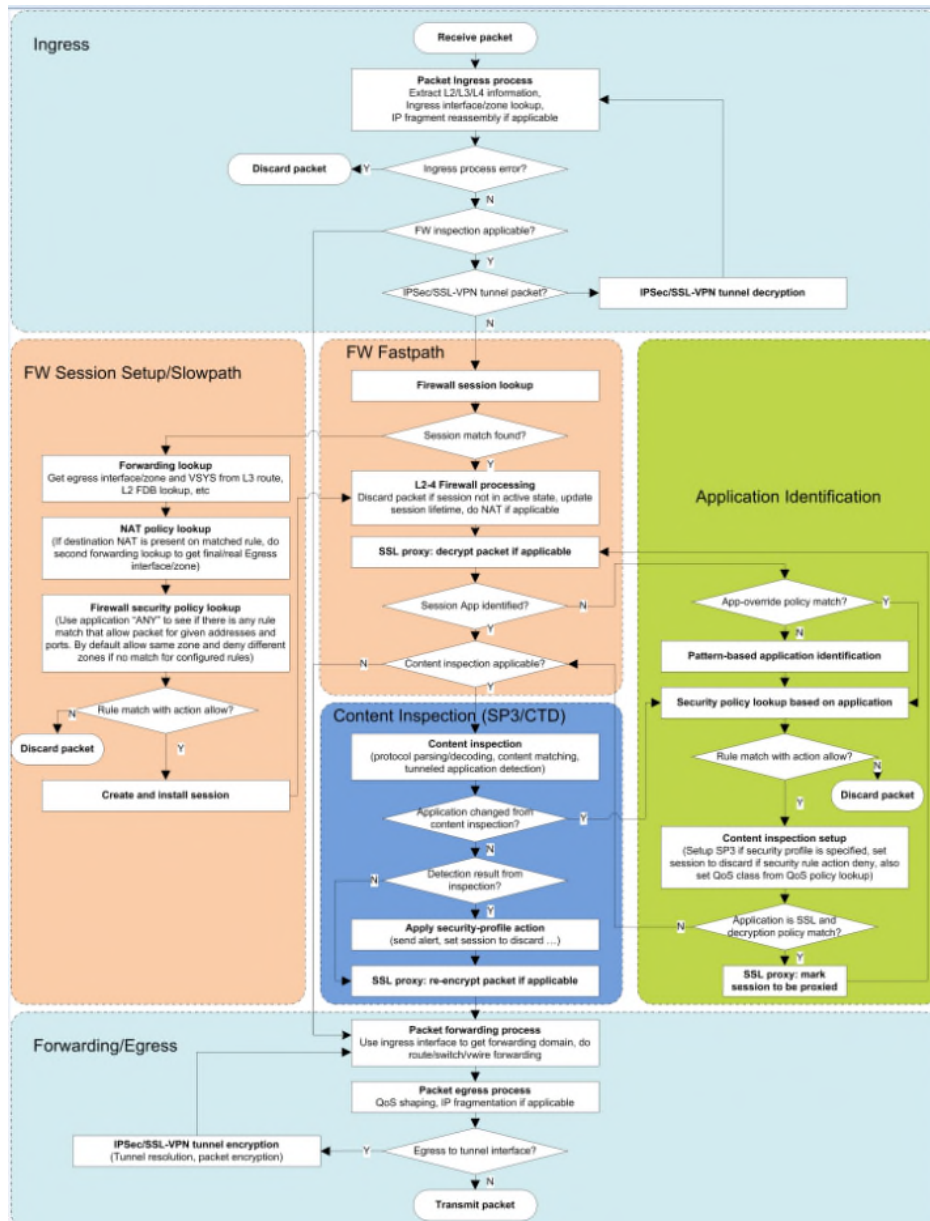 Ingress
Receive packet
Packet Ingress process
Extract L2/L3/L4 information,
Ingress interface/zone lookup,
IP fragment reassembly if applicable
Discard packet
Y
Ingress process error?
N
FW inspection applicable?
Y
IPSec/SSL-VPN tunnel packet?
Y
IPSec/SSL-VPN tunnel decryption
N
FW Session Setup/Slowpath
Forwarding lookup
Get egress interface/zone and VSYS from L3 route,
L2 FDB lookup, etc
NAT policy lookup
(If destination NAT is present on matched rule, do
second forwarding lookup to get final/real Egress
interface/zone)
Firewall security policy lookup
(Use application “ANY” to see if there is any rule
match that allow packet for given addresses and
ports. By default allow same zone and deny different
zones if no match for configured rules)
N
Rule match with action allow?
Discard packet
Y
Create and install session
FW Fastpath
Firewall session lookup
Session match found?
Y
L2-4 Firewall processing
Discard packet if session not in active state, update
session lifetime, do NAT if applicable
SSL proxy: decrypt packet if applicable
Session App identified?
N
Y
N
Content inspection applicable?
Y
Content Inspection (SP3/CTD)
Content inspection
(protocol parsing/decoding, content matching,
tunneled application detection)
Application changed from
content inspection?
Y
N
N
Detection result from
inspection?
Y
Apply security-profile action
(send alert, set session to discard …)
SSL proxy: re-encrypt packet if applicable
Application Identification
App-override policy match?
Y
N
Pattern-based application identification
Security policy lookup based on application
Rule match with action allow?
N
Discard packet
Y
Content inspection setup
(Setup SP3 if security profile is specified, set
session to discard if security rule action deny, also
set QoS class from QoS policy lookup)
N
Application is SSL and
decryption policy match?
Y
SSL proxy: mark
session to be proxied
Forwarding/Egress
Packet forwarding process
Use ingress interface to get forwarding domain, do
route/switch/vwire forwarding
Packet egress process
QoS shaping, IP fragmentation if applicable
IPSec/SSL-VPN tunnel encryption
(Tunnel resolution, packet encryption)
Y
Egress to tunnel interface?
N
Transmit packet